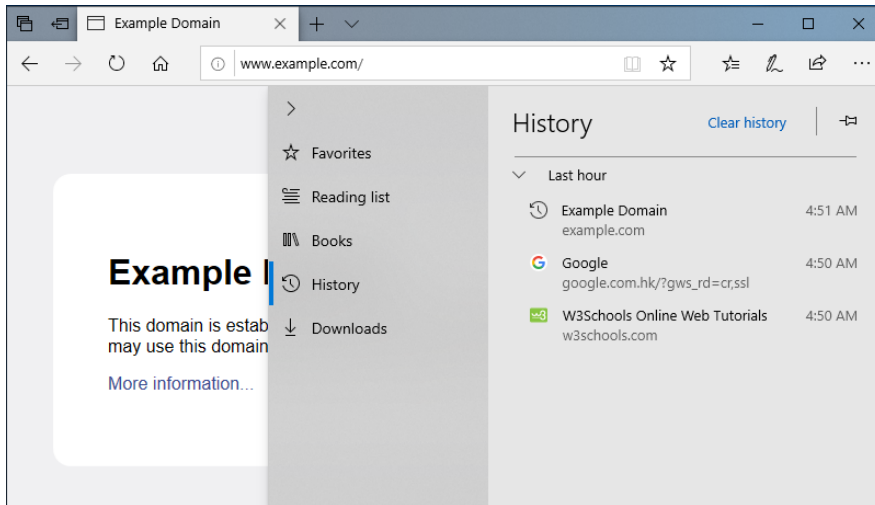 Example Domain
www.example.com/
Example
This domain is estab
may use this domain
More information...
Favorites
Reading list
Books
History
Downloads
History Clear history
Last hour
Example Domain 4:51 AM
example.com
Google 4:50 AM
google.com.hk/?gws_rd=cr,ssl
W3Schools Online Web Tutorials 4:50 AM
w3schools.com